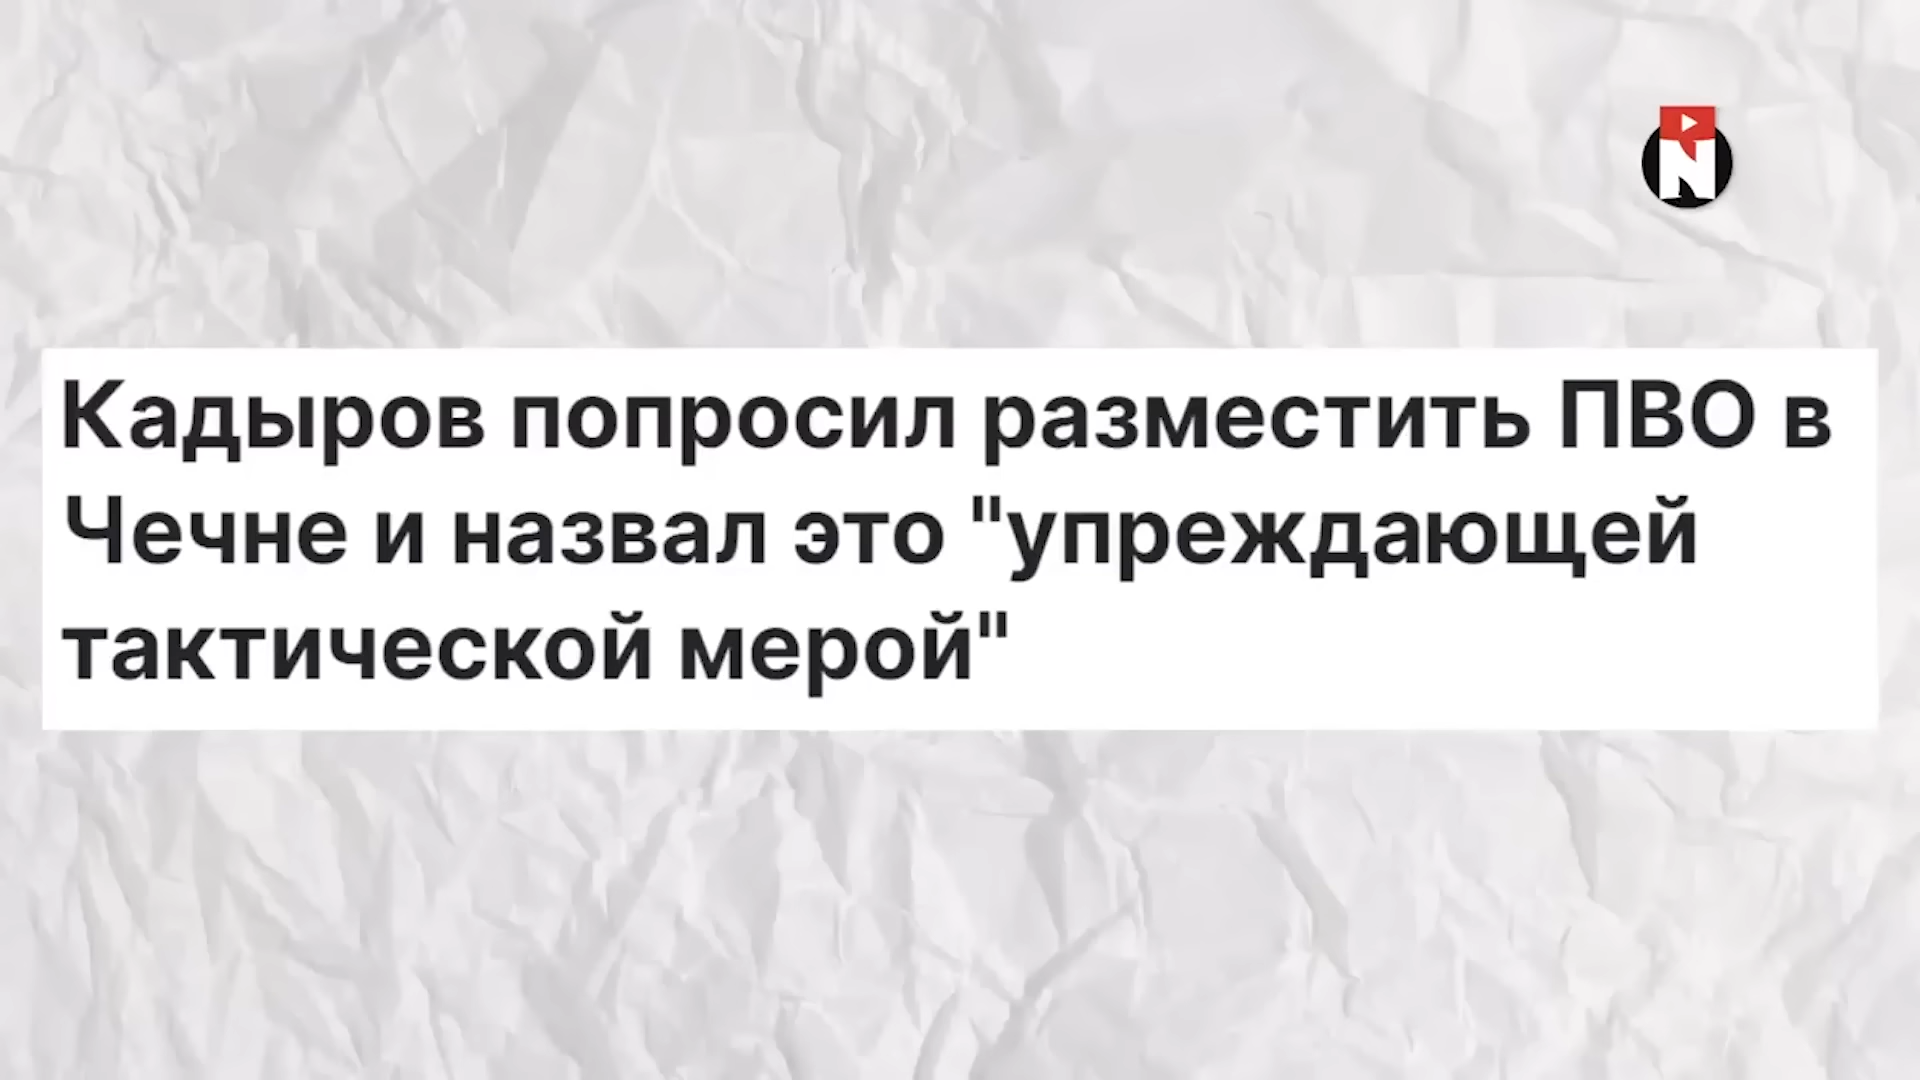 N
Кадыров попросил разместить ПВО в
Чечне и назвал это "упреждающей
тактической мерой"